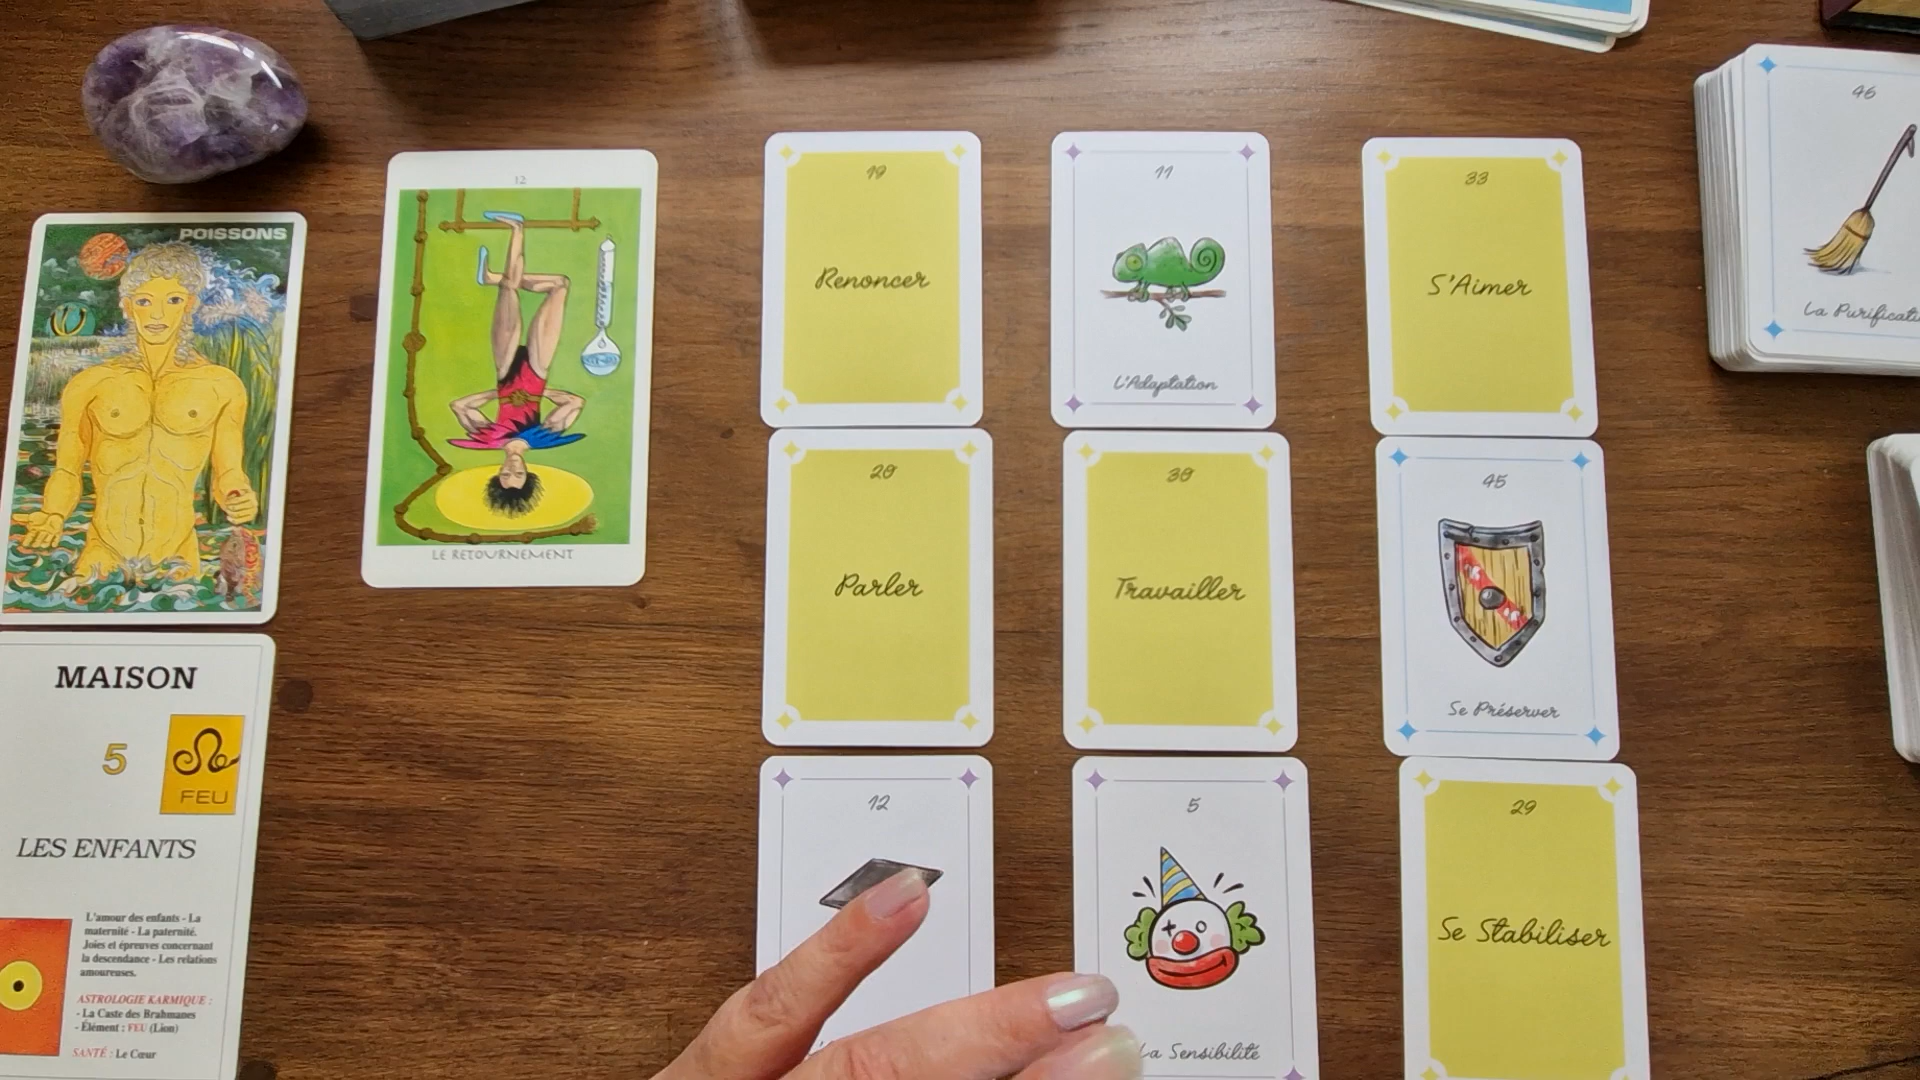 POISSONS
MAISON
5
FEU
LES ENFANTS
L'amour des enfants - La
maternité - La paternité.
Joies et épreuves concernant
la descendance - Les relations
amoureuses.
ASTROLOGIE KARMIQUE :
- La Caste des Brahmanes
- Élément : FEU (Lion)
SANTÉ : Le Cœur
12
LE RETOURNEMENT
19
Renoncer
11
L'Adaptation
33
S'Aimer
20
Parler
30
Travailler
45
Se Préserver
12
5
La Sensibilité
29
Se Stabiliser
46
La